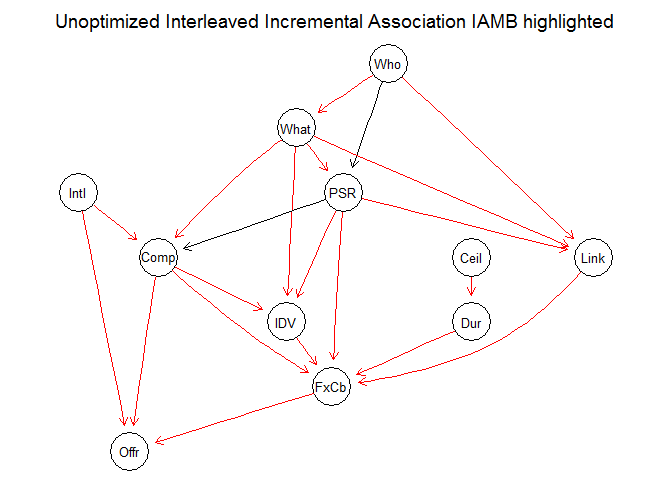 Unoptimized Interleaved Incremental Association IAMB highlighted
Who
What
Intl
PSR
Comp
Ceil
Link
IDV
Dur
FxCb
Offr